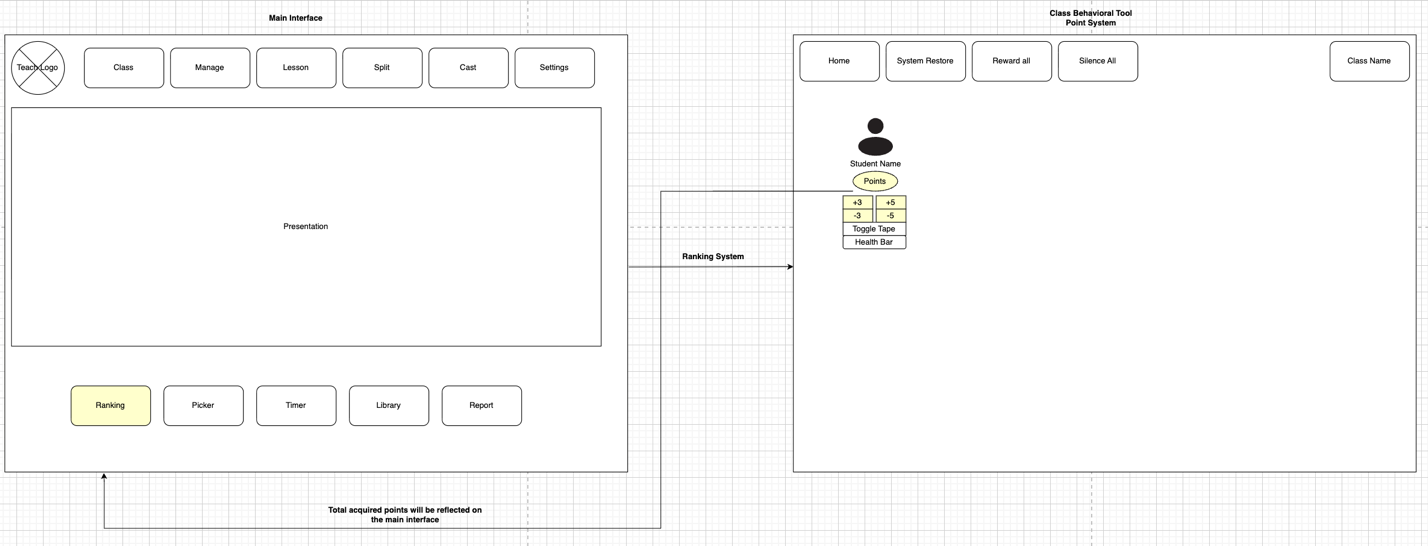 Main Interface
Class Behavioral Tool
Point System
Teach Logo
Class
Manage
Lesson
Split
Cast
Settings
Home
System Restore
Reward all
Silence All
Class Name
Student Name
Points
+3
+5
-3
-5
Toggle Tape
Health Bar
Presentation
Ranking System
Ranking
Picker
Timer
Library
Report
Total acquired points will be reflected on
the main interface